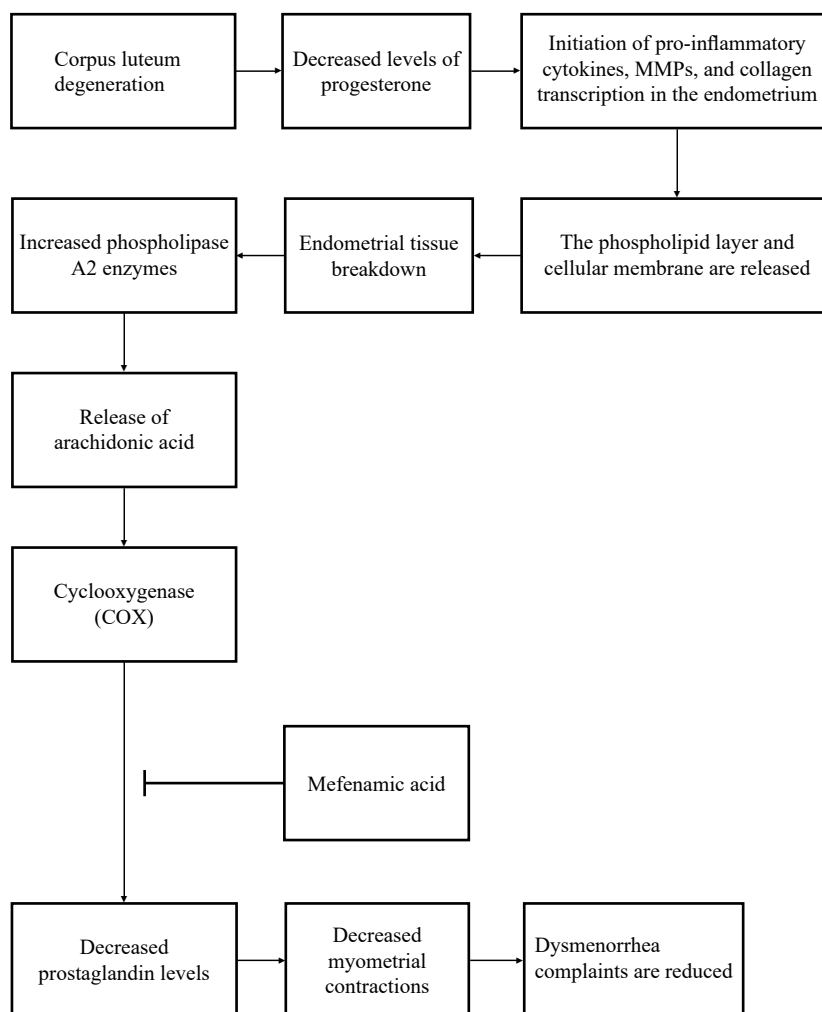 Corpus luteum
degeneration
Decreased levels of
progesterone
Initiation of pro-inflammatory
cytokines, MMPs, and collagen
transcription in the endometrium
The phospholipid layer and
cellular membrane are released
Endometrial tissue
breakdown
Increased phospholipase
A2 enzymes
Release of
arachidonic acid
Cyclooxygenase
(COX)
Mefenamic acid
Decreased
prostaglandin levels
Decreased
myometrial
contractions
Dysmenorrhea
complaints are reduced